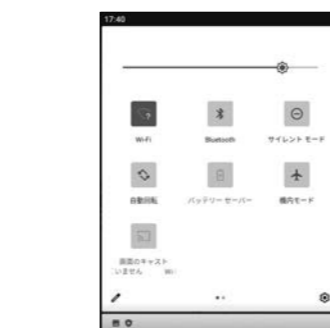 17:40
Wi-Fi
Bluetooth
サイレント モード
自動回転
バッテリー セーバー
機内モード
画面のキャスト
いません Wi-